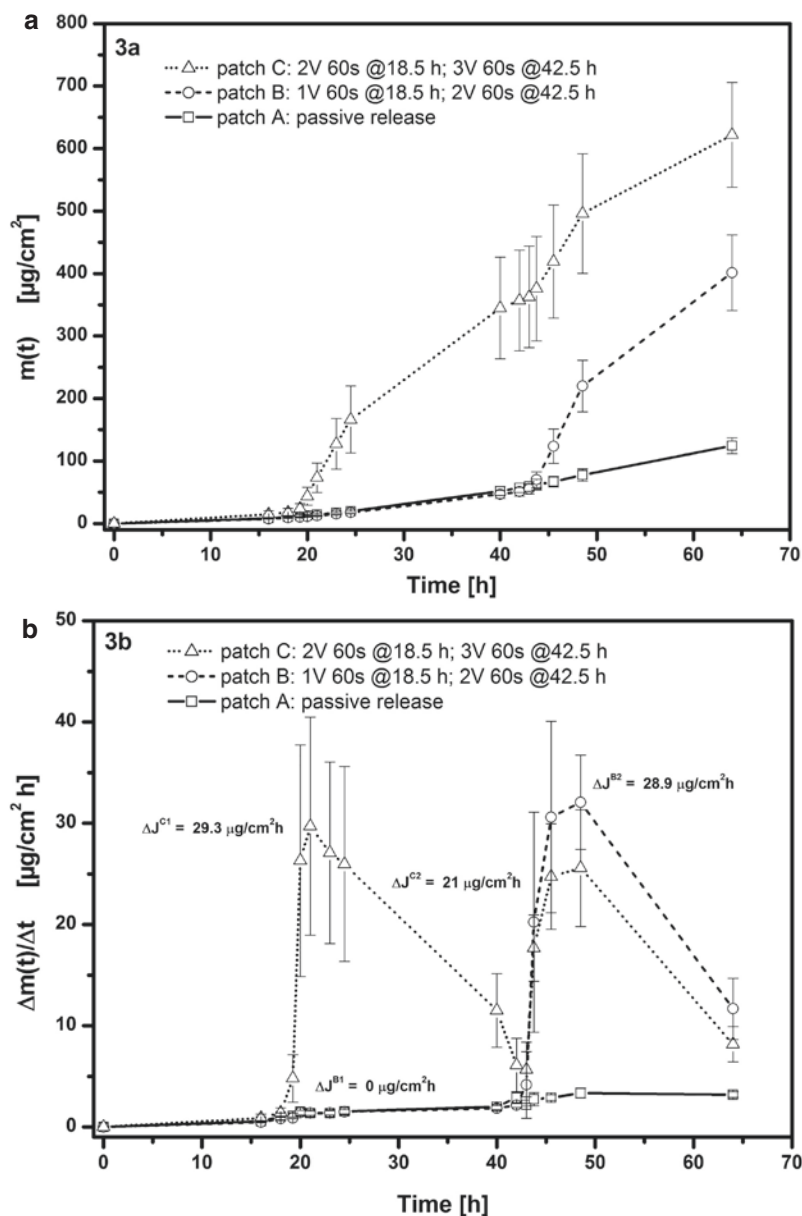 a
3a
patch C: 2V 60s @18.5 h; 3V 60s @42.5 h
patch B: 1V 60s @18.5 h; 2V 60s @42.5 h
patch A: passive release
800
700
600
500
400
300
200
100
0
m(t) [µg/cm²]
0 10 20 30 40 50 60 70
Time [h]
b
3b
patch C: 2V 60s @18.5 h; 3V 60s @42.5 h
patch B: 1V 60s @18.5 h; 2V 60s @42.5 h
patch A: passive release
50
40
30
20
10
0
Δm(t)/Δt [µg/cm² h]
ΔJᴮ² = 28.9 µg/cm²h
ΔJᶜ¹ = 29.3 µg/cm²h
ΔJᶜ² = 21 µg/cm²h
ΔJᴮ¹ = 0 µg/cm²h
0 10 20 30 40 50 60 70
Time [h]